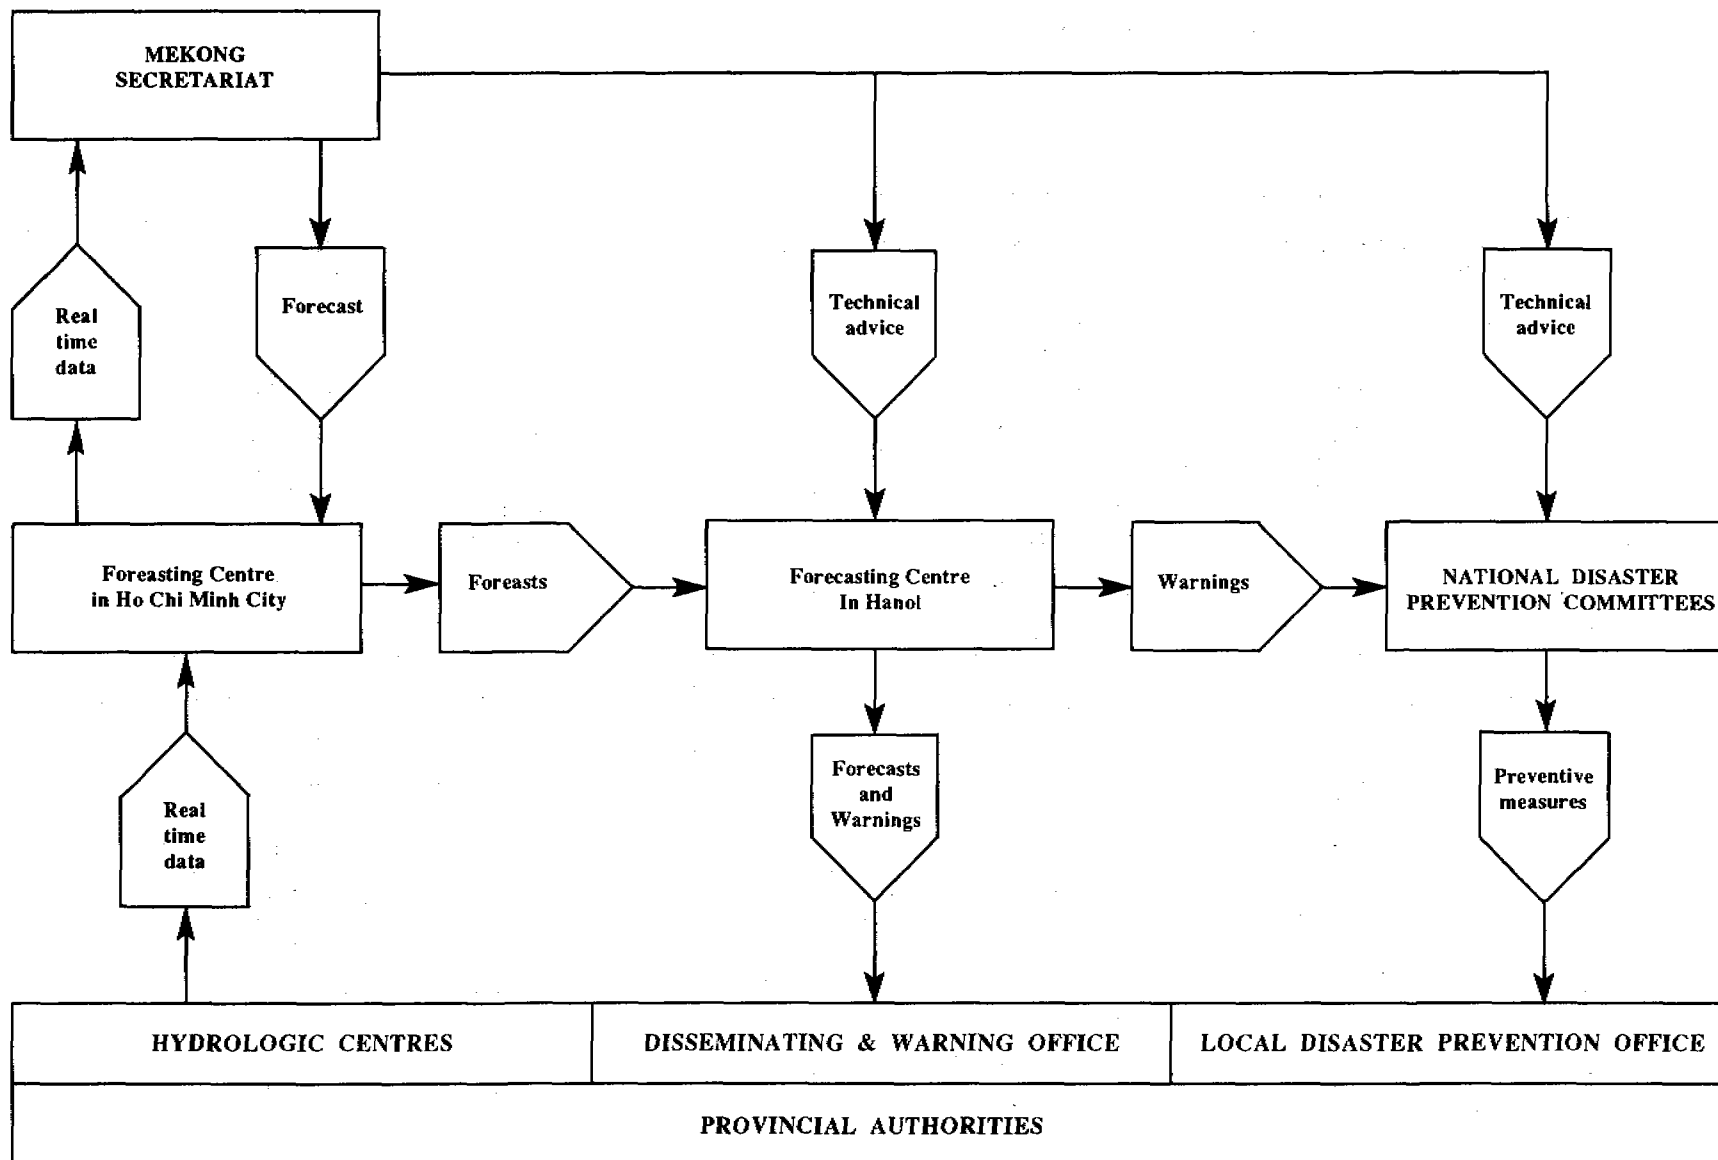 MEKONG
SECRETARIAT
Real
time
data
Forecast
Technical
advice
Technical
advice
Foreasting Centre
in Ho Chi Minh City
Foreasts
Forecasting Centre
In Hanoi
Warnings
NATIONAL DISASTER
PREVENTION COMMITTEES
Real
time
data
Forecasts
and
Warnings
Preventive
measures
HYDROLOGIC CENTRES
DISSEMINATING & WARNING OFFICE
LOCAL DISASTER PREVENTION OFFICE
PROVINCIAL AUTHORITIES